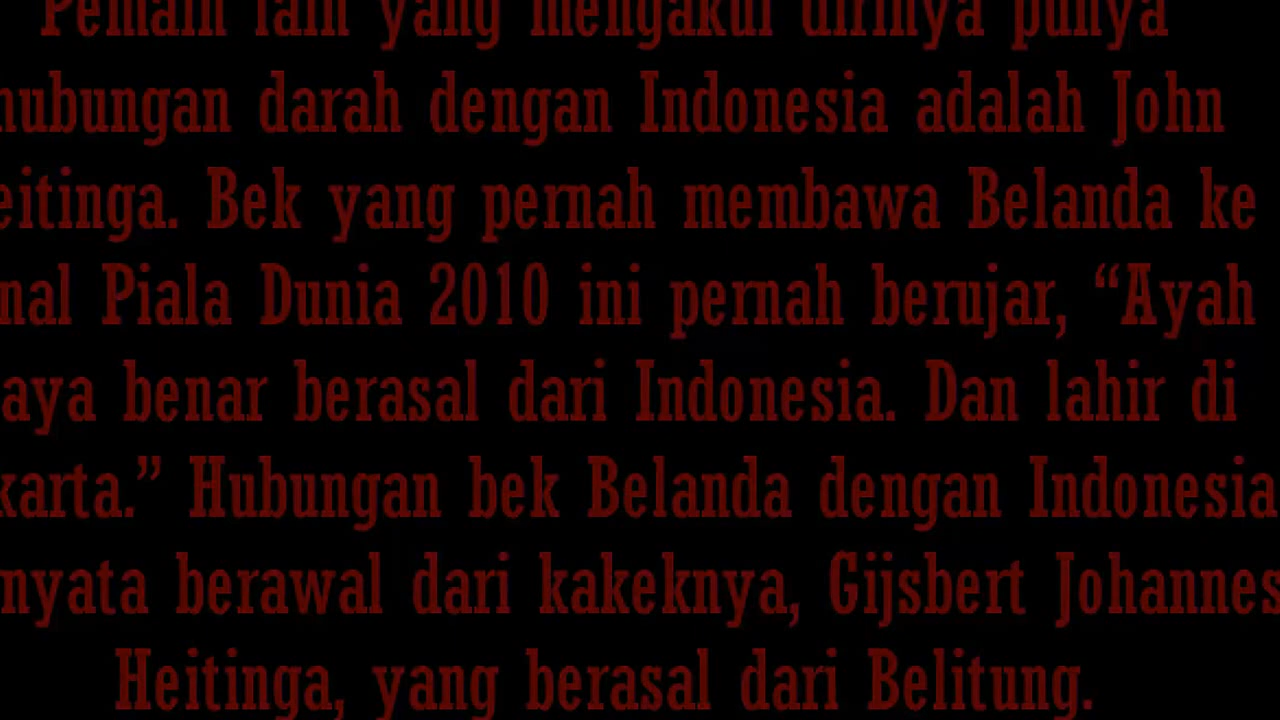 Pemain lain yang mengakui dirinya punya
hubungan darah dengan Indonesia adalah John
eitinga. Bek yang pernah membawa Belanda ke
nal Piala Dunia 2010 ini pernah berujar, “Ayah
aya benar berasal dari Indonesia. Dan lahir di
karta.” Hubungan bek Belanda dengan Indonesia
nyata berawal dari kakeknya, Gijsbert Johannes
Heitinga, yang berasal dari Belitung.